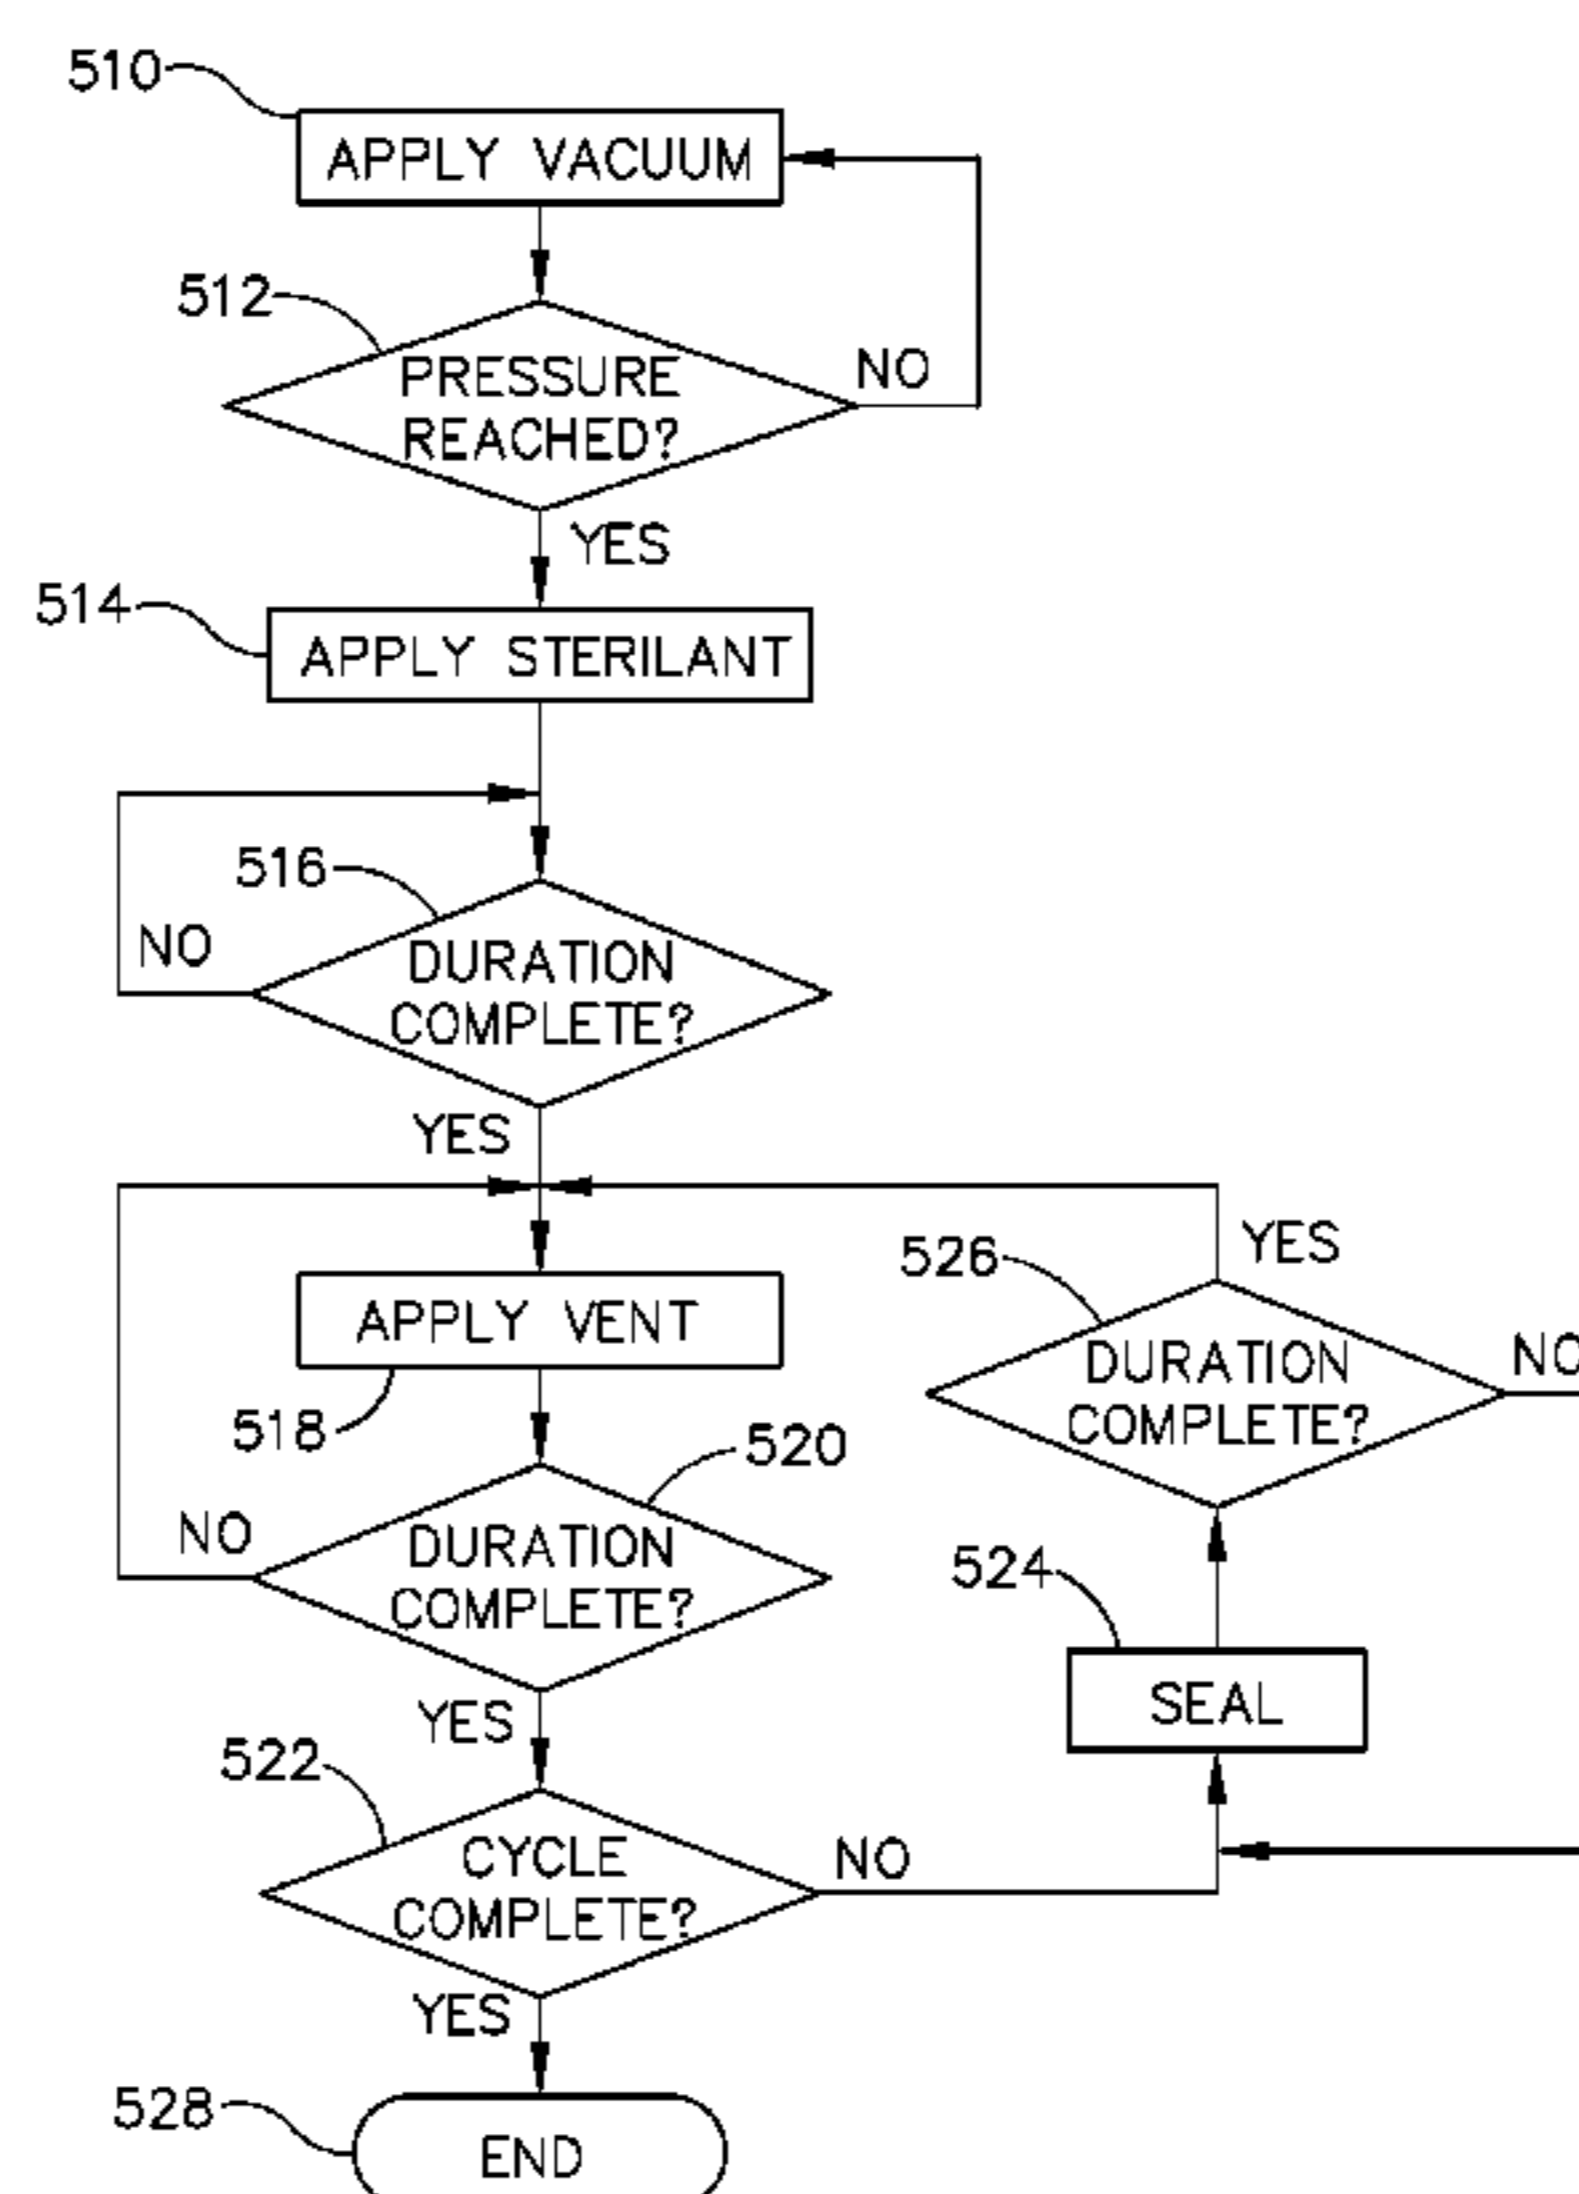 510
APPLY VACUUM
512
PRESSURE
REACHED?
NO
YES
514
APPLY STERILANT
516
NO
DURATION
COMPLETE?
YES
APPLY VENT
518
520
NO
DURATION
COMPLETE?
YES
522
CYCLE
COMPLETE?
NO
YES
528
END
526
YES
DURATION
COMPLETE?
NO
524
SEAL